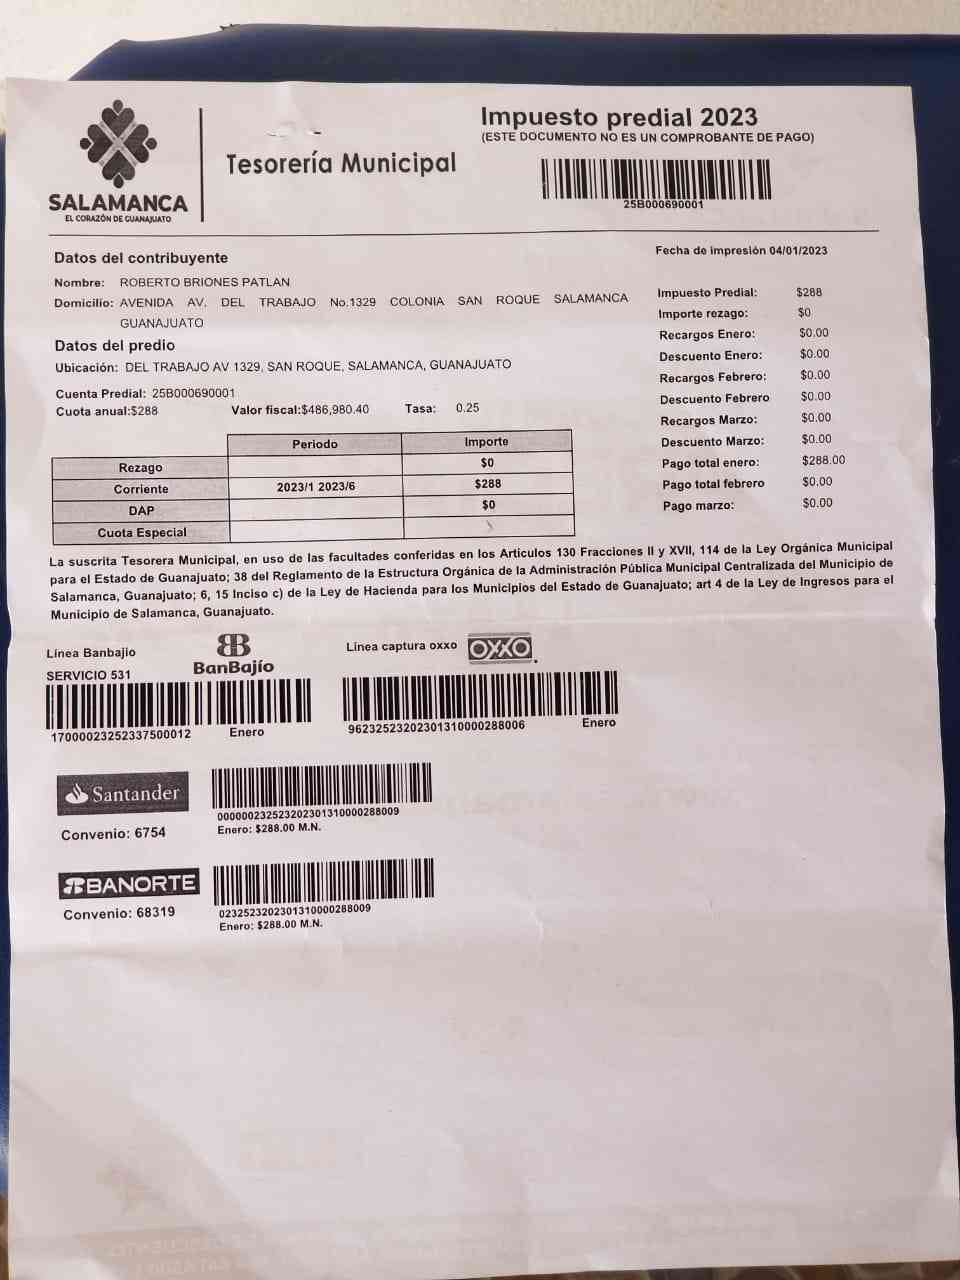 Impuesto predial 2023
(ESTE DOCUMENTO NO ES UN COMPROBANTE DE PAGO)
Tesorería Municipal
SALAMANCA
EL CORAZÓN DE GUANAJUATO
25B000690001
Fecha de impresión 04/01/2023
Datos del contribuyente
Nombre: ROBERTO BRIONES PATLAN
Domicilio: AVENIDA AV. DEL TRABAJO No.1329 COLONIA SAN ROQUE SALAMANCA
GUANAJUATO
Datos del predio
Ubicación: DEL TRABAJO AV 1329, SAN ROQUE, SALAMANCA, GUANAJUATO
Cuenta Predial: 25B000690001
Cuota anual:$288 Valor fiscal:$486,980.40 Tasa: 0.25
Impuesto Predial: $288
Importe rezago: $0
Recargos Enero: $0.00
Descuento Enero: $0.00
Recargos Febrero: $0.00
Descuento Febrero $0.00
Recargos Marzo: $0.00
Descuento Marzo: $0.00
Pago total enero: $288.00
Pago total febrero $0.00
Pago marzo: $0.00
Periodo Importe
Rezago $0
Corriente 2023/1 2023/6 $288
DAP $0
Cuota Especial
La suscrita Tesorera Municipal, en uso de las facultades conferidas en los Articulos 130 Fracciones II y XVII, 114 de la Ley Orgánica Municipal
para el Estado de Guanajuato; 38 del Reglamento de la Estructura Orgánica de la Administración Pública Municipal Centralizada del Municipio de
Salamanca, Guanajuato; 6, 15 Inciso c) de la Ley de Hacienda para los Municipios del Estado de Guanajuato; art 4 de la Ley de Ingresos para el
Municipio de Salamanca, Guanajuato.
Línea Banbajio
BanBajío
SERVICIO 531
17000023252337500012 Enero
Línea captura oxxo
OXXO
96232523202301310000288006 Enero
Santander
Convenio: 6754
0000002325232023013100002​88009
Enero: $288.00 M.N.
BANORTE
Convenio: 68319
0232523202301310000288009
Enero: $288.00 M.N.